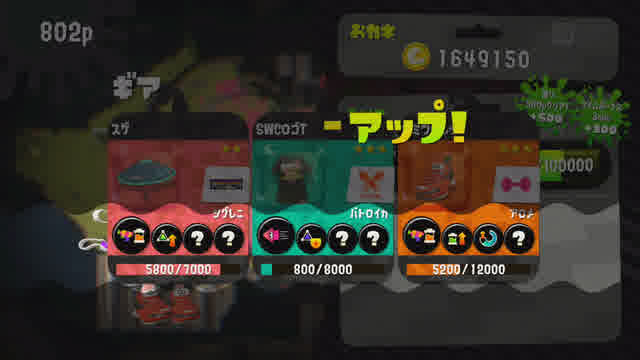 802p
おカネ
1649150
ギア
スゲ
SWCロゴT
-アップ!
+500
+300
100000
シグレニ
バトロイカ
アロメ
? ?
? ?
?
5800/7000
800/8000
5200/12000